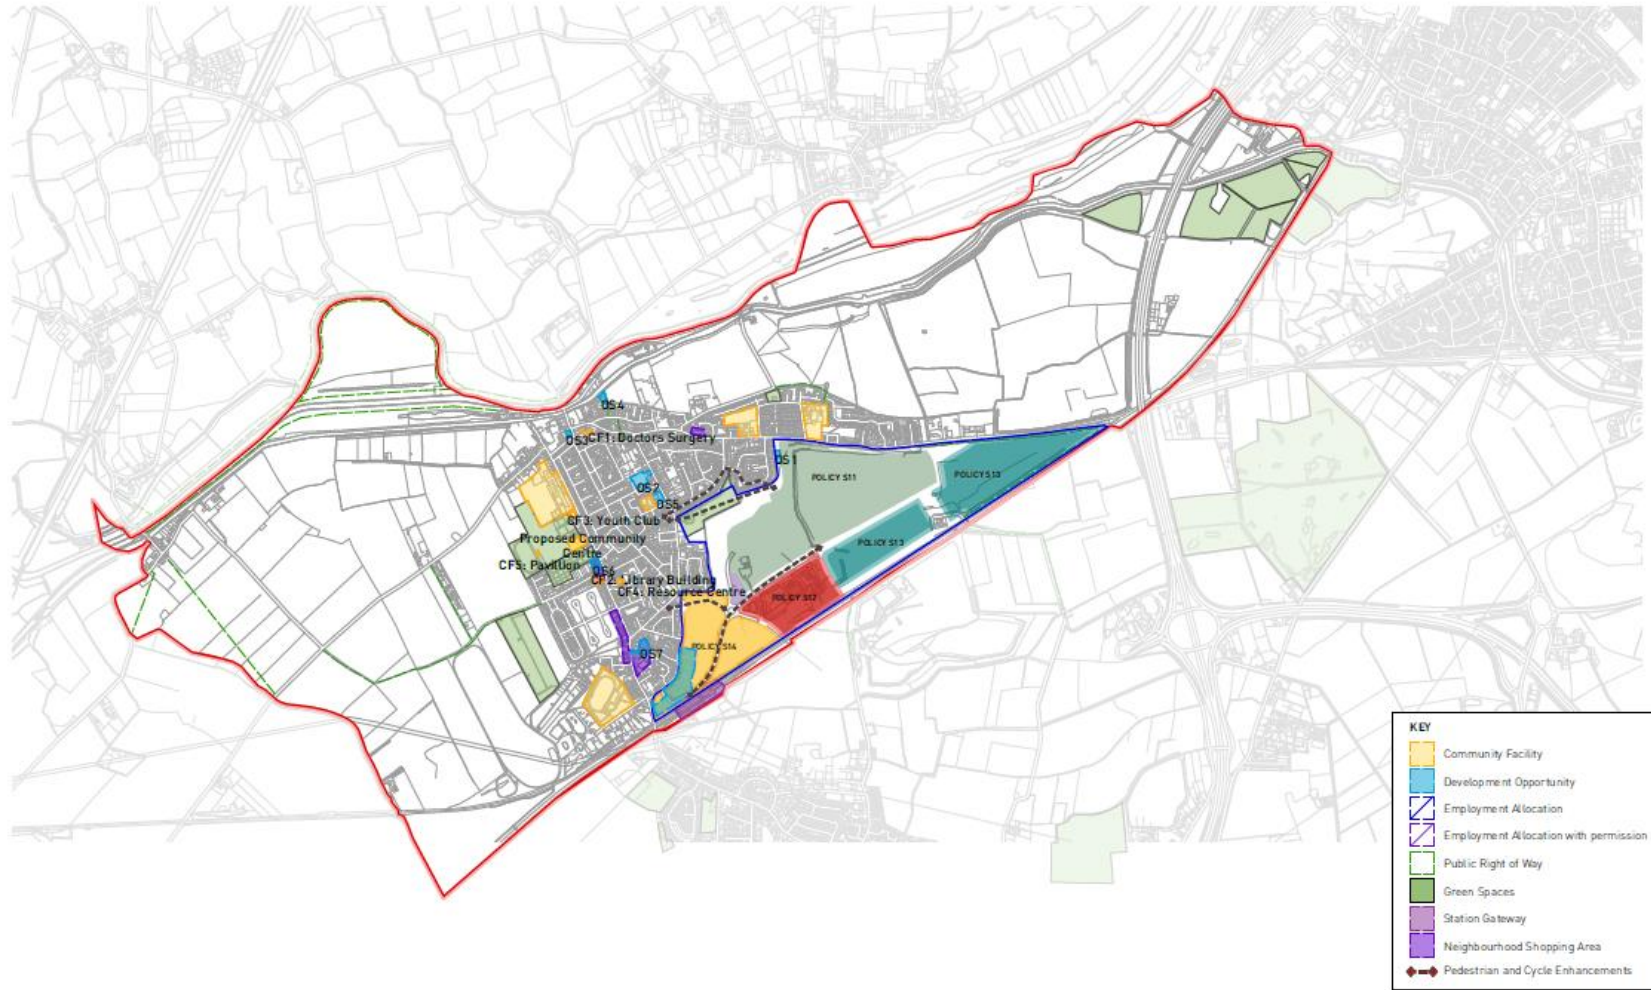 OS4
OS3
CF1: Doctors Surgery
OS1
POLICY S11
POLICY S13
OS2
OS5
CF3: Youth Club
Proposed Community
Centre
CF5: Pavillion
POLICY S13
OS6
CF2: Library Building
CF4: Resource Centre
POLICY S12
POLICY S14
OS7
KEY
Community Facility
Development Opportunity
Employment Allocation
Employment Allocation with permission
Public Right of Way
Green Spaces
Station Gateway
Neighbourhood Shopping Area
Pedestrian and Cycle Enhancements